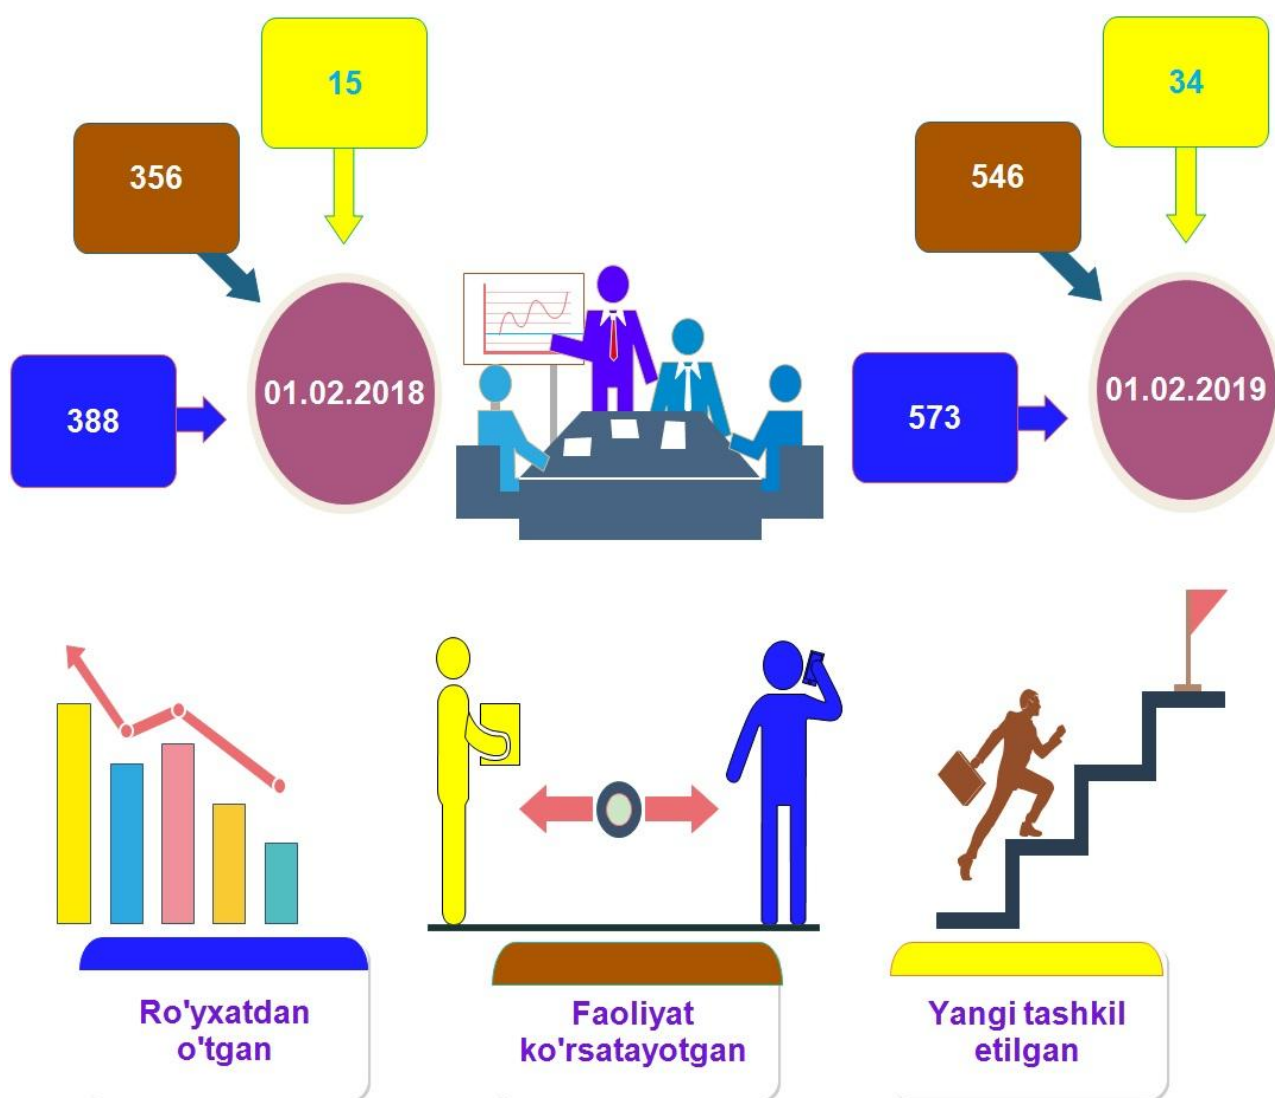 15
34
356
546
388
01.02.2018
573
01.02.2019
Ro'yxatdan
o'tgan
Faoliyat
ko'rsatayotgan
Yangi tashkil
etilgan